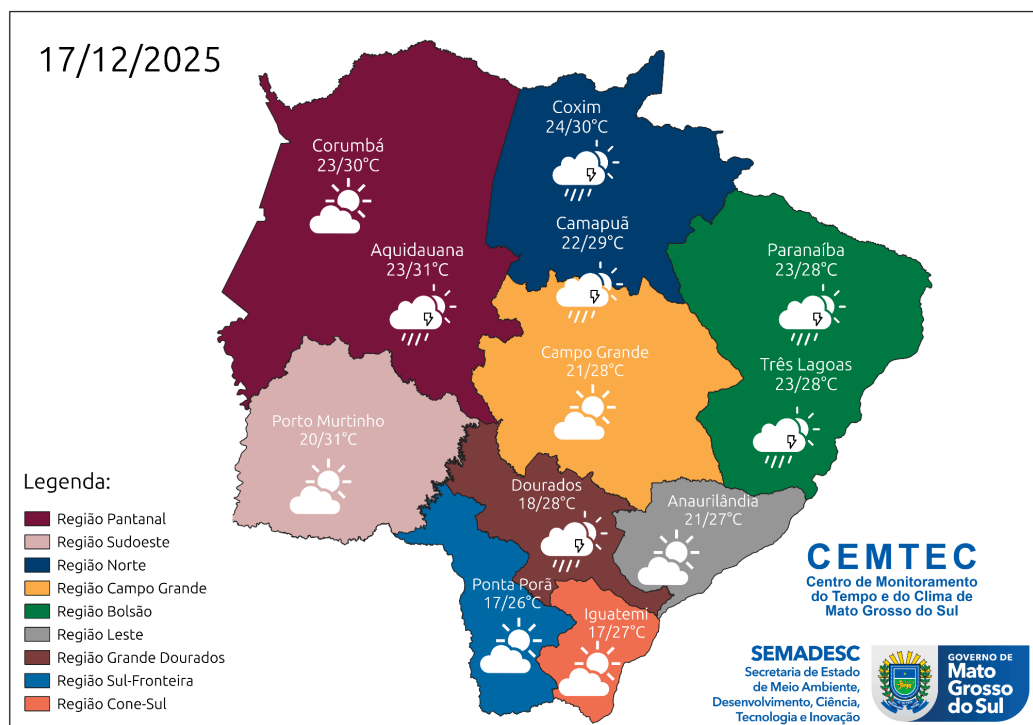 17/12/2025
Coxim
24/30°C
Corumbá
23/30°C
Camapuã
22/29°C
Aquidauana
23/31°C
Paranaíba
23/28°C
Campo Grande
21/28°C
Três Lagoas
23/28°C
Porto Murtinho
20/31°C
Dourados
18/28°C
Anaurilândia
21/27°C
Ponta Porã
17/26°C
Iguatemi
17/27°C
Legenda:
Região Pantanal
Região Sudoeste
Região Norte
Região Campo Grande
Região Bolsão
Região Leste
Região Grande Dourados
Região Sul-Fronteira
Região Cone-Sul
CEMTEC
Centro de Monitoramento
do Tempo e do Clima de
Mato Grosso do Sul
SEMADESC
Secretaria de Estado
de Meio Ambiente,
Desenvolvimento, Ciência,
Tecnologia e Inovação
GOVERNO DE
Mato
Grosso
do Sul